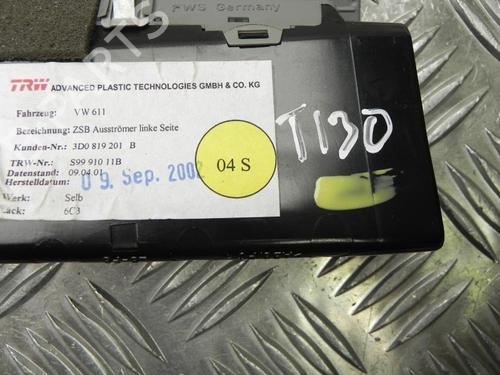 FWS Germany
TRW ADVANCED PLASTIC TECHNOLOGIES GMBH & CO. KG
Fahrzeug: VW 611
Bezeichnung: ZSB Ausströmer linke Seite
Kunden-Nr.: 3D0 819 201 B
TRW-Nr.: S99 910 11B
Datenstand: 09.04.01
Herstelldatum: 09. Sep. 2002
Werk: Selb
Lack: 6C3
04 S
T130